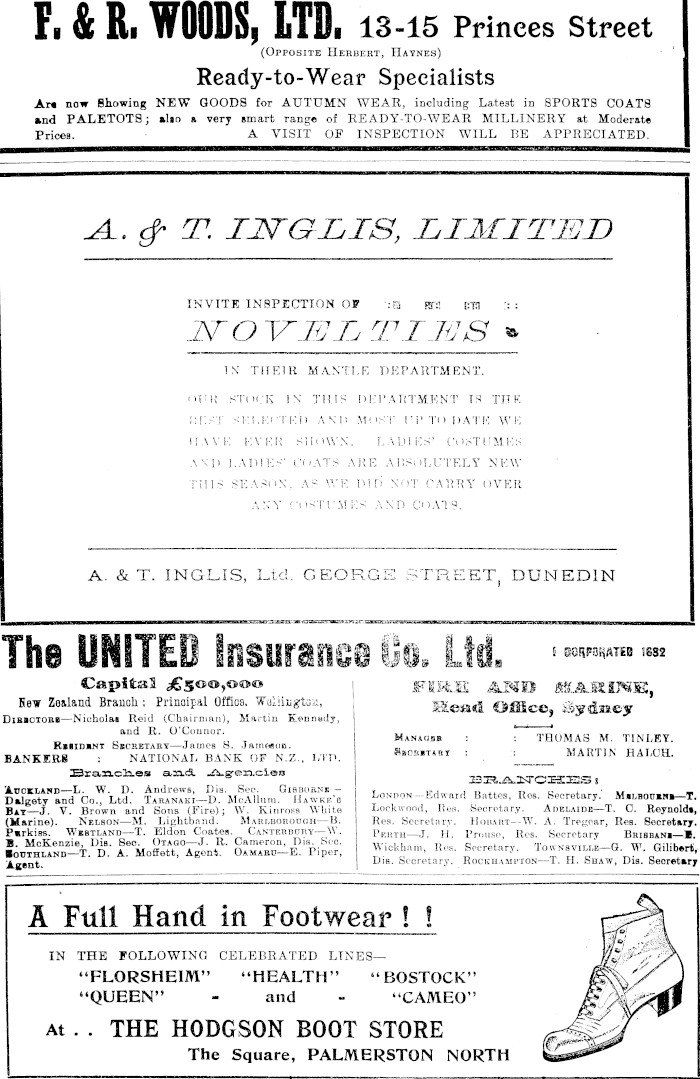 F. & R. WOODS, LTD. 13-15 Princes Street
(OPPOSITE HERBERT, HAYNES)
Ready-to-Wear Specialists
Are now Showing NEW GOODS for AUTUMN WEAR, including Latest in SPORTS COATS
and PALETOTS; also a very smart range of READY-TO-WEAR MILLINERY at Moderate
Prices. A VISIT OF INSPECTION WILL BE APPRECIATED.
A. & T. INGLIS, LIMITED
INVITE INSPECTION OF
NOVELTIES
IN THEIR MANTLE DEPARTMENT.
OUR STOCK IN THIS DEPARTMENT IS THE
BEST SELECTED AND MOST UP TO DATE WE
HAVE EVER SHOWN. LADIES' COSTUMES
AND LADIES' COATS ARE ABSOLUTELY NEW
THIS SEASON, AS WE DID NOT CARRY OVER
ANY COSTUMES AND COATS.
A. & T. INGLIS, Ltd. GEORGE STREET, DUNEDIN
The UNITED Insurance Co. Ltd. I CORPORATED 1882
Capital £500,000
New Zealand Branch: Principal Office, Wellington,
DIRECTORS—Nicholas Reid (Chairman), Martin Kennedy,
and R. O'Connor.
RESIDENT SECRETARY—James S. Jameson.
BANKERS : NATIONAL BANK OF N.Z., LTD.
Branches and Agencies
AUCKLAND—L. W. D. Andrews, Dis. Sec. GISBORNE—
Dalgety and Co., Ltd. TARANAKI—D. McAllum. HAWKE'S
BAY—J. V. Brown and Sons (Fire); W. Kinross White
(Marine). NELSON—M. Lightband. MARLBOROUGH—B.
Purkiss. WESTLAND—T. Eldon Coates. CANTERBURY—W.
B. McKenzie, Dis. Sec. OTAGO—J. R. Cameron, Dis. Sec.
SOUTHLAND—T. D. A. Moffett, Agent. OAMARU—E. Piper,
Agent.
FIRE AND MARINE,
Head Office, Sydney
MANAGER : : THOMAS M. TINLEY.
SECRETARY : : MARTIN HAIGH.
BRANCHES:
LONDON—Edward Battes, Res. Secretary. MELBOURNE—T.
Lockwood, Res. Secretary. ADELAIDE—T. C. Reynolds,
Res. Secretary. HOBART—W. A. Tregear, Res. Secretary.
PERTH—J. H. Prouse, Res. Secretary BRISBANE—E.
Wickham, Res. Secretary. TOWNSVILLE—G. W. Gilibert,
Dis. Secretary. ROCKHAMPTON—T. H. SHAW, Dis. Secretary
A Full Hand in Footwear ! !
IN THE FOLLOWING CELEBRATED LINES—
"FLORSHEIM" "HEALTH" "BOSTOCK"
"QUEEN" - and - "CAMEO"
At . . THE HODGSON BOOT STORE
The Square, PALMERSTON NORTH